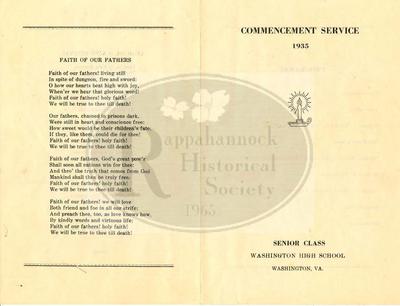 FAITH OF OUR FATHERS
Faith of our fathers! living still
In spite of dungeon, fire and sword:
O how our hearts beat high with joy,
When'er we hear that glorious word:
Faith of our fathers! holy faith!
We will be true to thee till death!
Our fathers, chained in prisons dark,
Were still in heart and conscience free:
How sweet would be their children's fate,
If they, like them, could die for thee!
Faith of our fathers! holy faith!
We will be true to thee till death!
Faith of our fathers, God's great pow'r
Shall soon all nations win for thee:
And thro' the truth that comes from God
Mankind shall then be truly free.
Faith of our fathers! holy faith!
We will be true to thee till death!
Faith of our fathers! we will love
Both friend and foe in all our strife:
And preach thee, too, as love knows how,
By kindly words and virtuous life:
Faith of our fathers! holy faith!
We will be true to thee till death!
COMMENCEMENT SERVICE
1935
SENIOR CLASS
WASHINGTON HIGH SCHOOL
WASHINGTON, VA.
Rappahannock
Historical
Society
1965